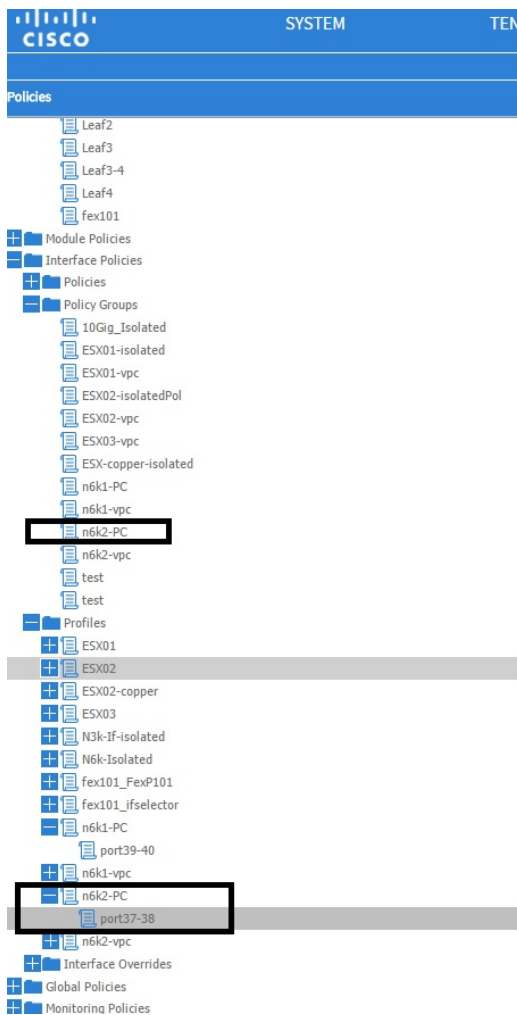 CISCO
SYSTEM
TEN
Policies
Leaf2
Leaf3
Leaf3-4
Leaf4
fex101
Module Policies
Interface Policies
Policies
Policy Groups
10Gig_Isolated
ESX01-isolated
ESX01-vpc
ESX02-isolatedPol
ESX02-vpc
ESX03-vpc
ESX-copper-isolated
n6k1-PC
n6k1-vpc
n6k2-PC
n6k2-vpc
test
test
Profiles
ESX01
ESX02
ESX02-copper
ESX03
N3k-If-isolated
N6k-Isolated
fex101_FexP101
fex101_ifselector
n6k1-PC
port39-40
n6k1-vpc
n6k2-PC
port37-38
n6k2-vpc
Interface Overrides
Global Policies
Monitoring Policies